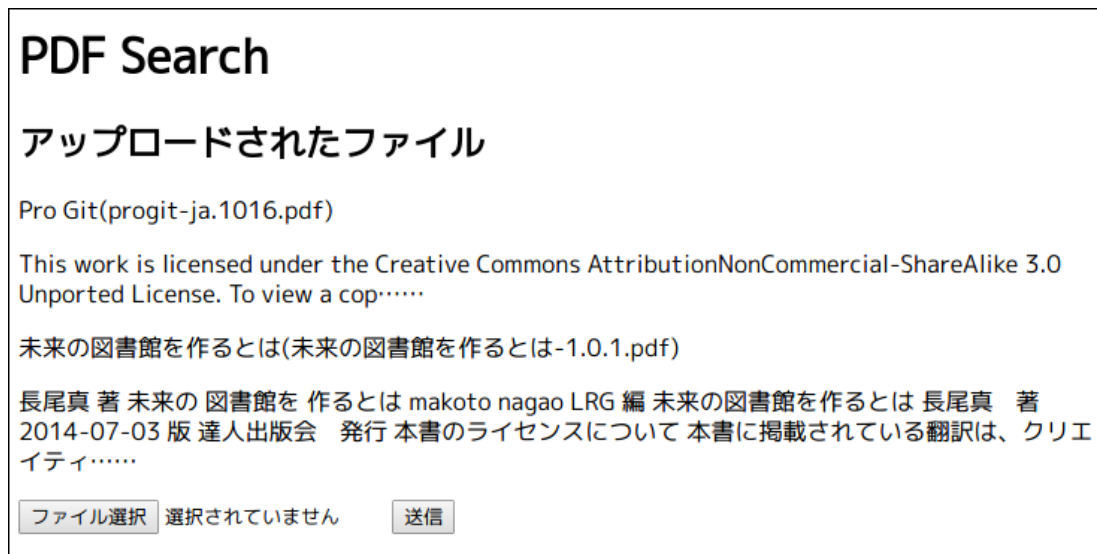 PDF Search
アップロードされたファイル
Pro Git(progit-ja.1016.pdf)
This work is licensed under the Creative Commons AttributionNonCommercial-ShareAlike 3.0
Unported License. To view a cop……
未来の図書館を作るとは(未来の図書館を作るとは-1.0.1.pdf)
長尾真 著 未来の 図書館を 作るとは makoto nagao LRG 編 未来の図書館を作るとは 長尾真　著
2014-07-03 版 達人出版会　発行 本書のライセンスについて 本書に掲載されている翻訳は、クリエ
イティ……
ファイル選択 選択されていません 送信